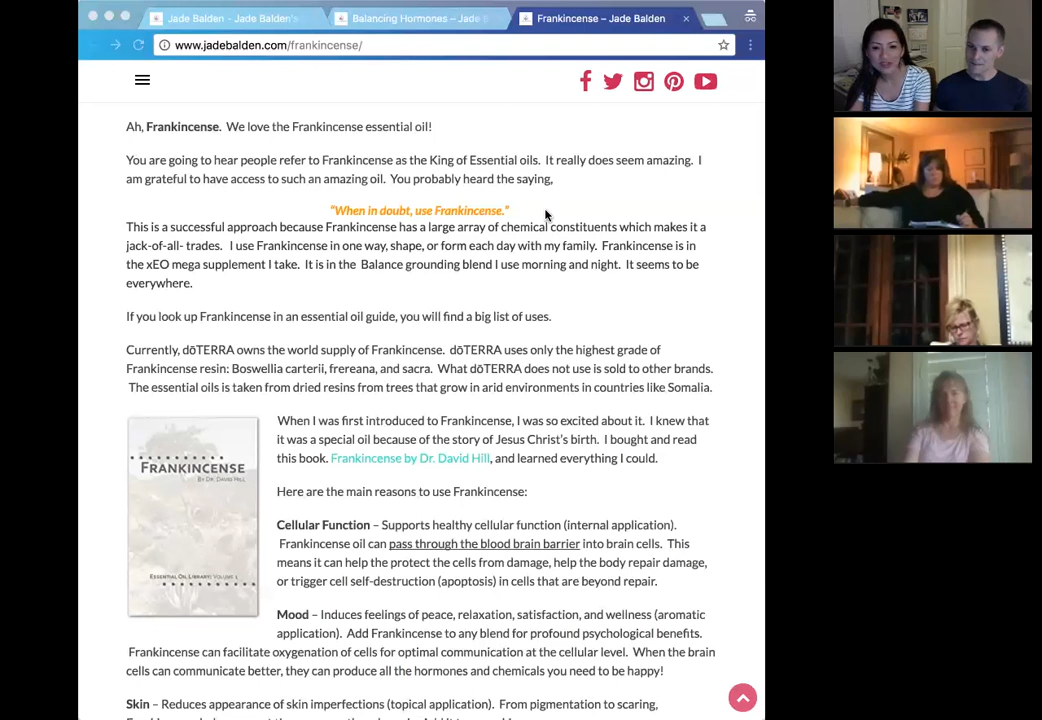 Jade Balden - Jade Balden's
Balancing Hormones – Jade B
Frankincense – Jade Balden
www.jadebalden.com/frankincense/
Ah, Frankincense. We love the Frankincense essential oil!
You are going to hear people refer to Frankincense as the King of Essential oils. It really does seem amazing. I
am grateful to have access to such an amazing oil. You probably heard the saying,
“When in doubt, use Frankincense.”
This is a successful approach because Frankincense has a large array of chemical constituents which makes it a
jack-of-all- trades. I use Frankincense in one way, shape, or form each day with my family. Frankincense is in
the xEO mega supplement I take. It is in the Balance grounding blend I use morning and night. It seems to be
everywhere.
If you look up Frankincense in an essential oil guide, you will find a big list of uses.
Currently, dōTERRA owns the world supply of Frankincense. dōTERRA uses only the highest grade of
Frankincense resin: Boswellia carterii, frereana, and sacra. What dōTERRA does not use is sold to other brands.
The essential oils is taken from dried resins from trees that grow in arid environments in countries like Somalia.
FRANKINCENSE
BY DR. DAVID HILL
ESSENTIAL OIL LIBRARY: VOLUME 1
When I was first introduced to Frankincense, I was so excited about it. I knew that
it was a special oil because of the story of Jesus Christ’s birth. I bought and read
this book. Frankincense by Dr. David Hill, and learned everything I could.
Here are the main reasons to use Frankincense:
Cellular Function – Supports healthy cellular function (internal application).
Frankincense oil can pass through the blood brain barrier into brain cells. This
means it can help the protect the cells from damage, help the body repair damage,
or trigger cell self-destruction (apoptosis) in cells that are beyond repair.
Mood – Induces feelings of peace, relaxation, satisfaction, and wellness (aromatic
application). Add Frankincense to any blend for profound psychological benefits.
Frankincense can facilitate oxygenation of cells for optimal communication at the cellular level. When the brain
cells can communicate better, they can produce all the hormones and chemicals you need to be happy!
Skin – Reduces appearance of skin imperfections (topical application). From pigmentation to scaring,